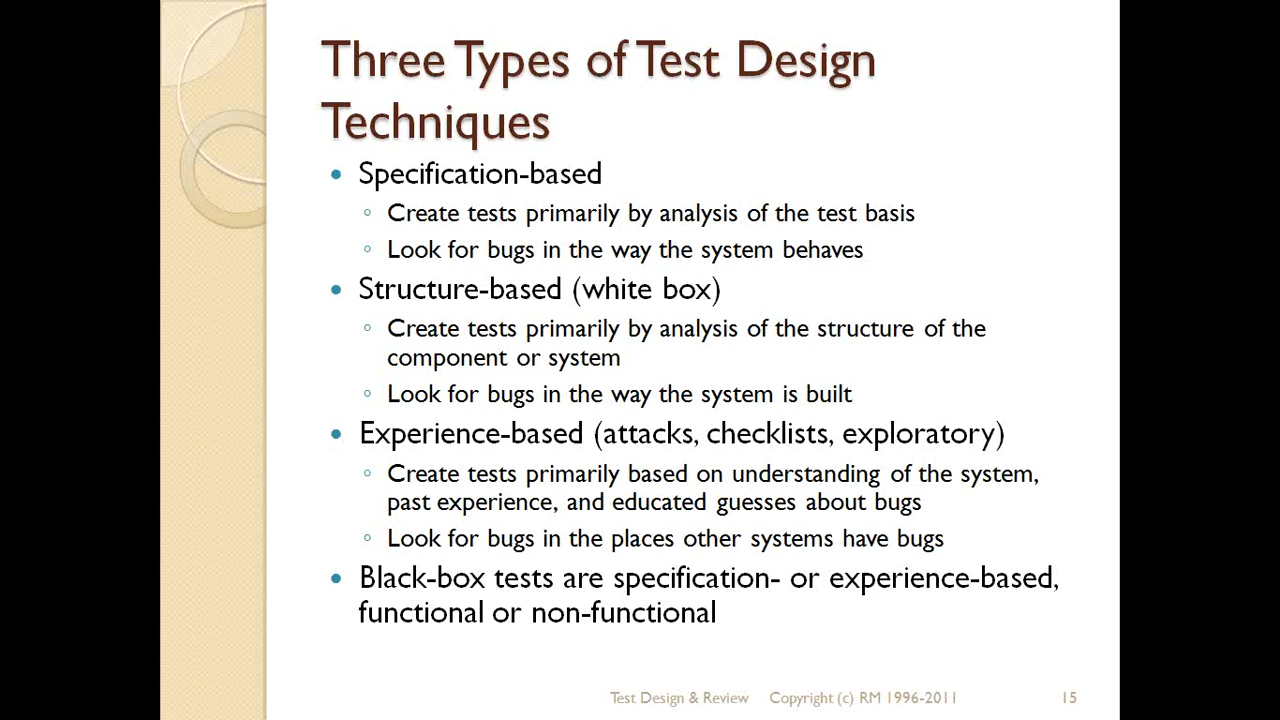 Three Types of Test Design
Techniques
• Specification-based
◦ Create tests primarily by analysis of the test basis
◦ Look for bugs in the way the system behaves
• Structure-based (white box)
◦ Create tests primarily by analysis of the structure of the
component or system
◦ Look for bugs in the way the system is built
• Experience-based (attacks, checklists, exploratory)
◦ Create tests primarily based on understanding of the system,
past experience, and educated guesses about bugs
◦ Look for bugs in the places other systems have bugs
• Black-box tests are specification- or experience-based,
functional or non-functional
Test Design & Review Copyright (c) RM 1996-2011 15